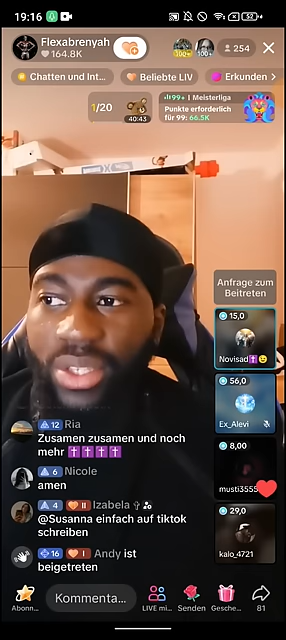 19:16
52
Flexabrenyah
164.8K
100+
100+
254
Chatten und Int...
Beliebte LIV
Erkunden
1/20
40:43
99+ | Meisterliga
Punkte erforderlich
für 99: 66.5K
Anfrage zum
Beitreten
15,0
Novisad✝️😉
56,0
Ex_Alevi
8,00
musti3555
29,0
kalo_4721
12 Ria
Zusamen zusamen und noch
mehr ✝️✝️✝️✝️
6 Nicole
amen
4 II Izabela ✞
@Susanna einfach auf tiktok
schreiben
16 I Andy ist
beigetreten
Abonn...
Kommenta...
LIVE mi...
Senden
Gesche...
81